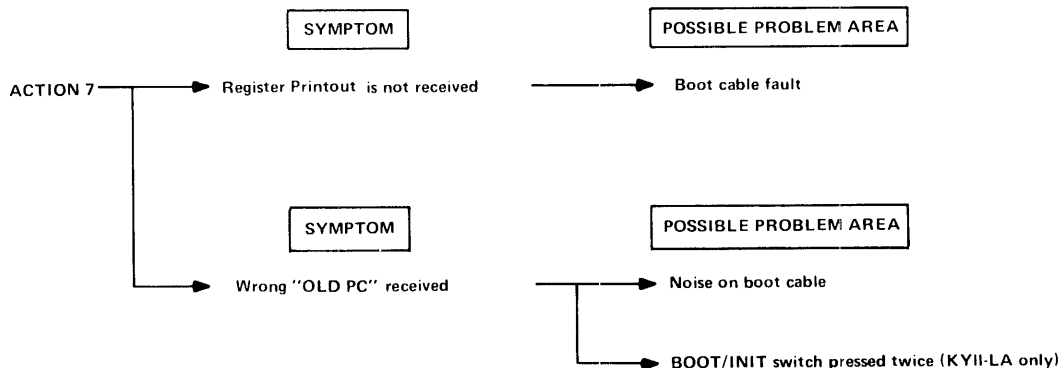 SYMPTOM
POSSIBLE PROBLEM AREA
ACTION 7
Register Printout is not received
Boot cable fault
SYMPTOM
POSSIBLE PROBLEM AREA
Wrong "OLD PC" received
Noise on boot cable
BOOT/INIT switch pressed twice (KYII-LA only)